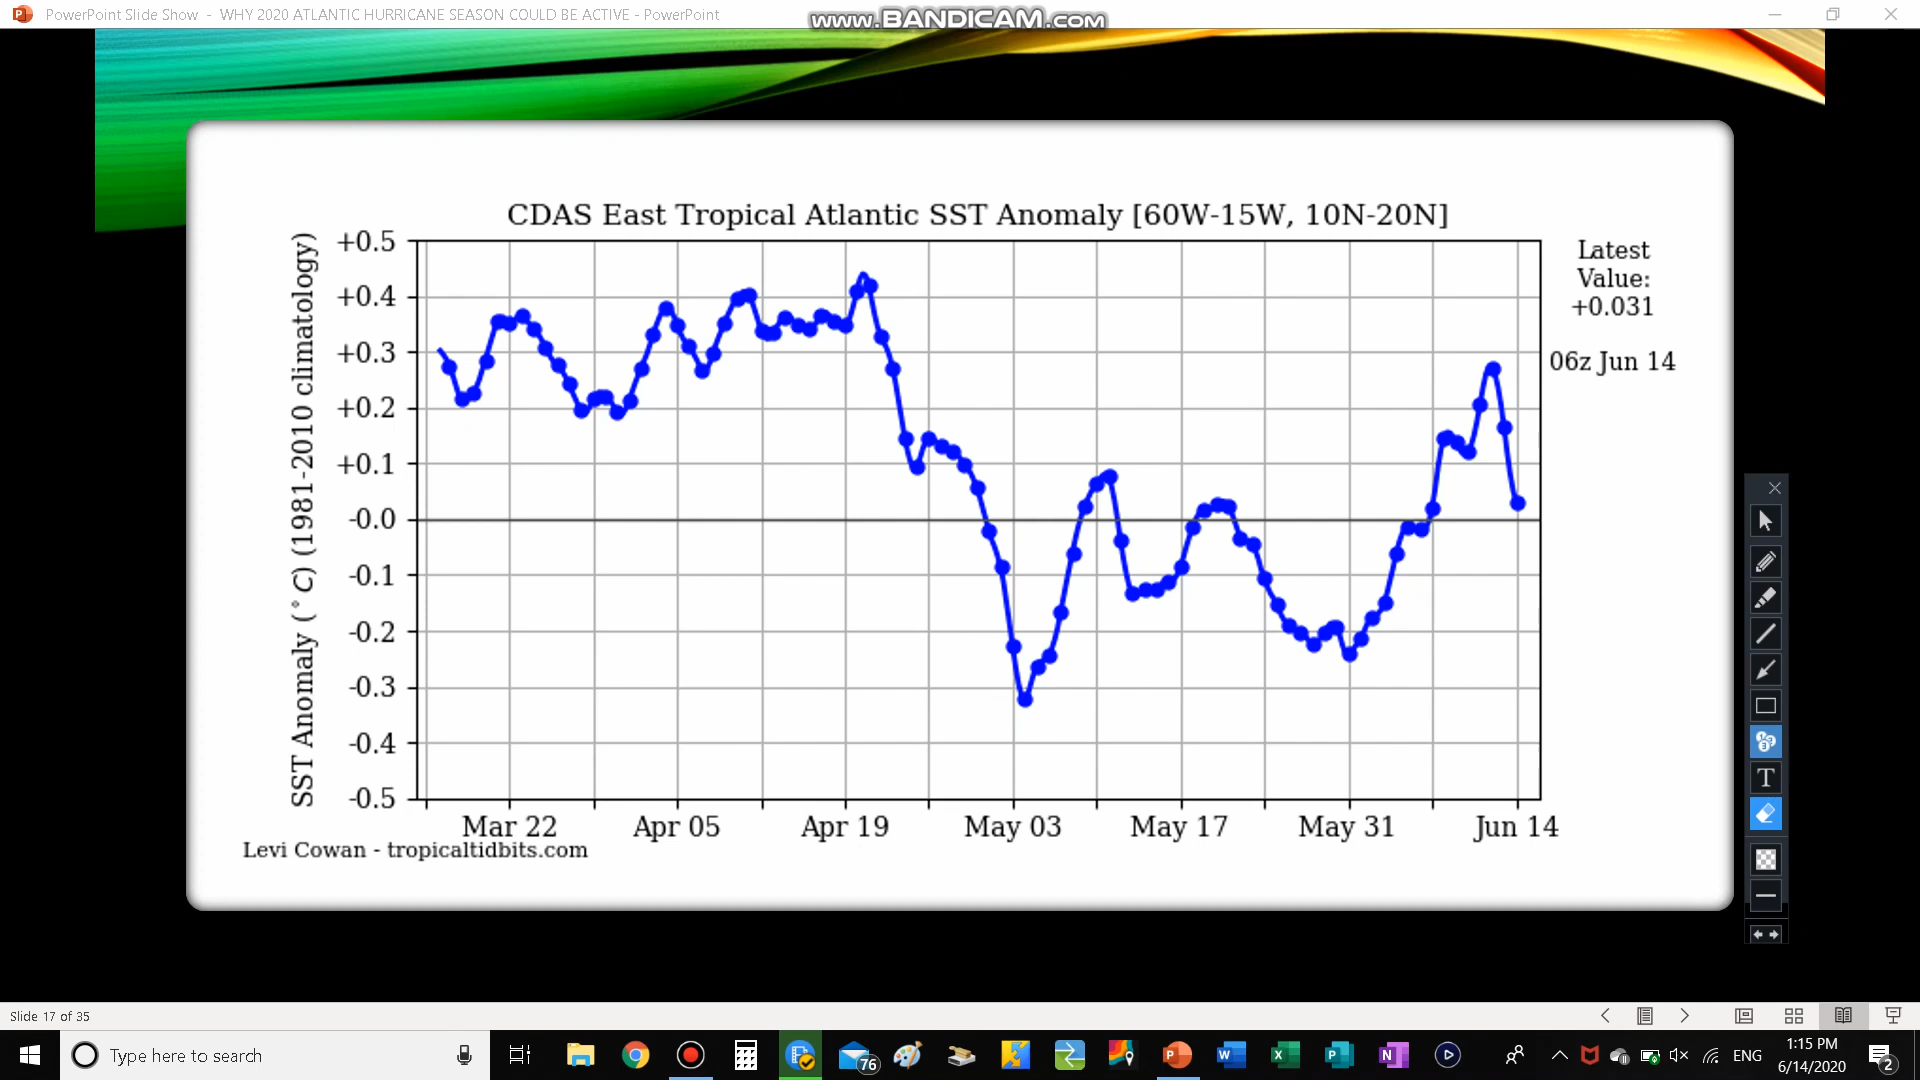 PowerPoint Slide Show - WHY 2020 ATLANTIC HURRICANE SEASON COULD BE ACTIVE - PowerPoint
www.BANDICAM.com
CDAS East Tropical Atlantic SST Anomaly [60W-15W, 10N-20N]
SST Anomaly (°C) (1981-2010 climatology)
+0.5
+0.4
+0.3
+0.2
+0.1
-0.0
-0.1
-0.2
-0.3
-0.4
-0.5
Latest
Value:
+0.031
06z Jun 14
Mar 22 Apr 05 Apr 19 May 03 May 17 May 31 Jun 14
Levi Cowan - tropicaltidbits.com
T
Slide 17 of 35
Type here to search
76
ENG
1:15 PM
6/14/2020
2